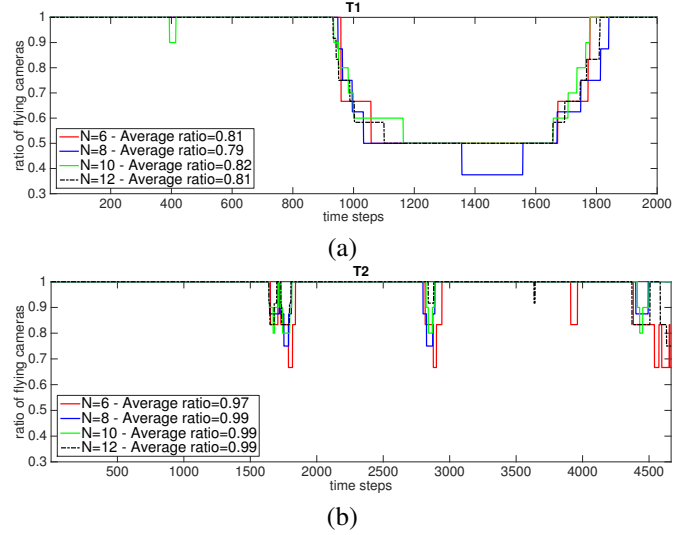 T1
1
0.9
0.8
0.7
0.6
0.5
0.4
0.3
ratio of flying cameras
N=6 - Average ratio=0.81
N=8 - Average ratio=0.79
N=10 - Average ratio=0.82
N=12 - Average ratio=0.81
200 400 600 800 1000 1200 1400 1600 1800 2000
time steps
(a)
T2
1
0.9
0.8
0.7
0.6
0.5
0.4
0.3
ratio of flying cameras
N=6 - Average ratio=0.97
N=8 - Average ratio=0.99
N=10 - Average ratio=0.99
N=12 - Average ratio=0.99
500 1000 1500 2000 2500 3000 3500 4000 4500
time steps
(b)